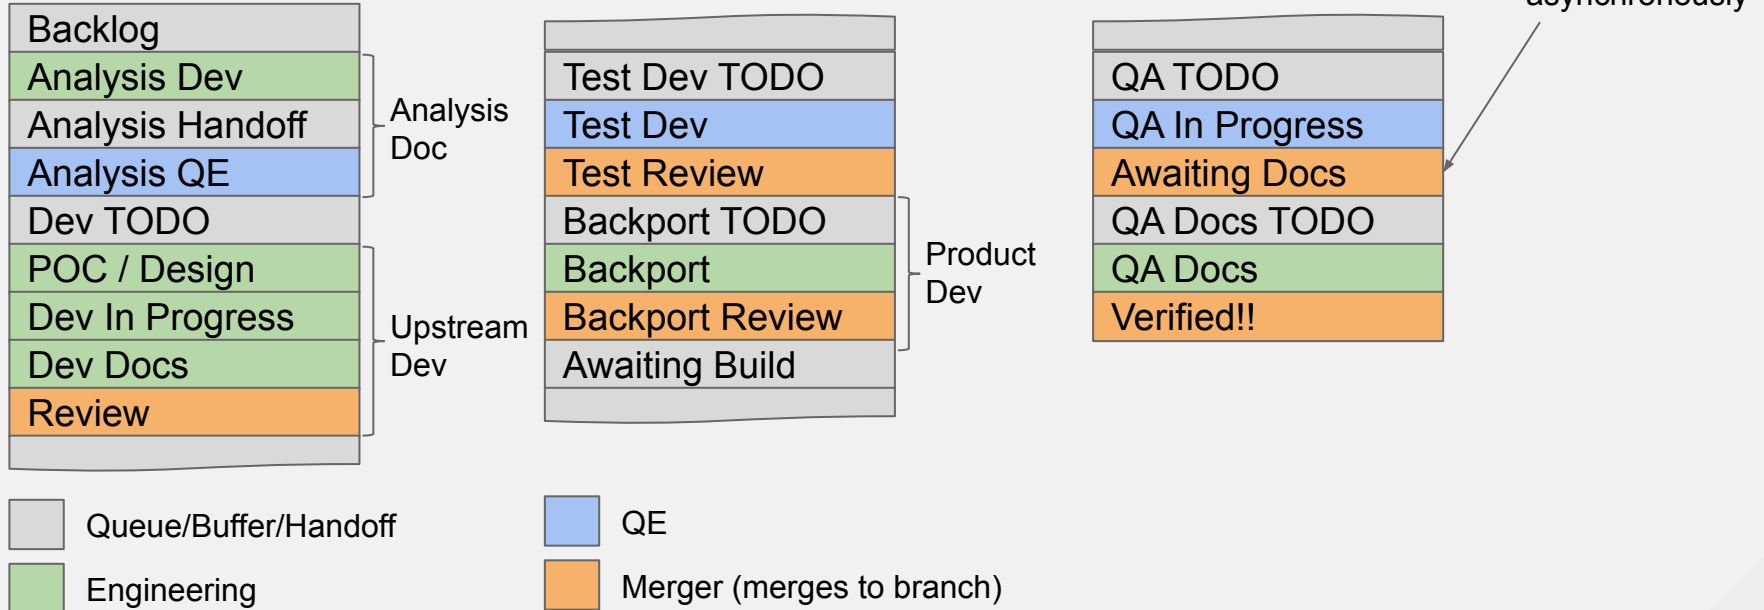 Backlog
Analysis Dev
Analysis Handoff
Analysis QE
Dev TODO
POC / Design
Dev In Progress
Dev Docs
Review
Analysis
Doc
Upstream
Dev
Test Dev TODO
Test Dev
Test Review
Backport TODO
Backport
Backport Review
Awaiting Build
Product
Dev
asynchronously
QA TODO
QA In Progress
Awaiting Docs
QA Docs TODO
QA Docs
Verified!!
Queue/Buffer/Handoff
Engineering
QE
Merger (merges to branch)